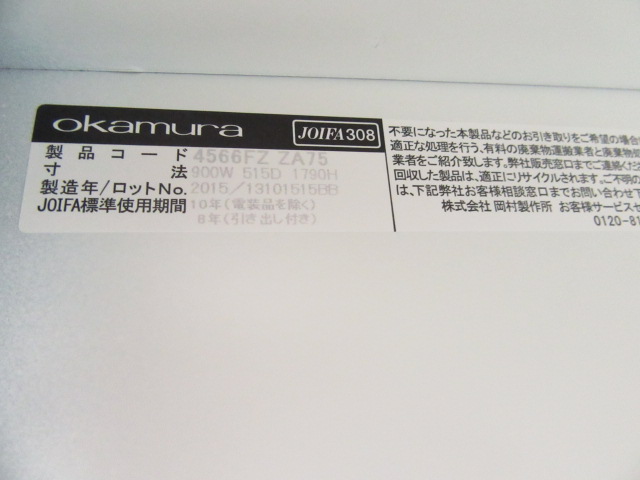 okamura
JOIFA308
製品コード 4566FZ ZA75
寸法 900W 515D 1790H
製造年/ロットNo. 2015/13101515BB
JOIFA標準使用期間 10年(電装品を除く)
8年(引き出し付き)
不要になった本製品などのお引き取りをご希望の場合
適正な処理を行う、有料の廃棄物運搬業者と廃棄物
業者をご紹介致します。弊社販売窓口までご連絡くだ
回収した製品は、適正にリサイクルされます。ご不明の
は、下記弊社お客様相談窓口までお問い合わせ下
株式会社 岡村製作所 お客様サービスセ
0120-81